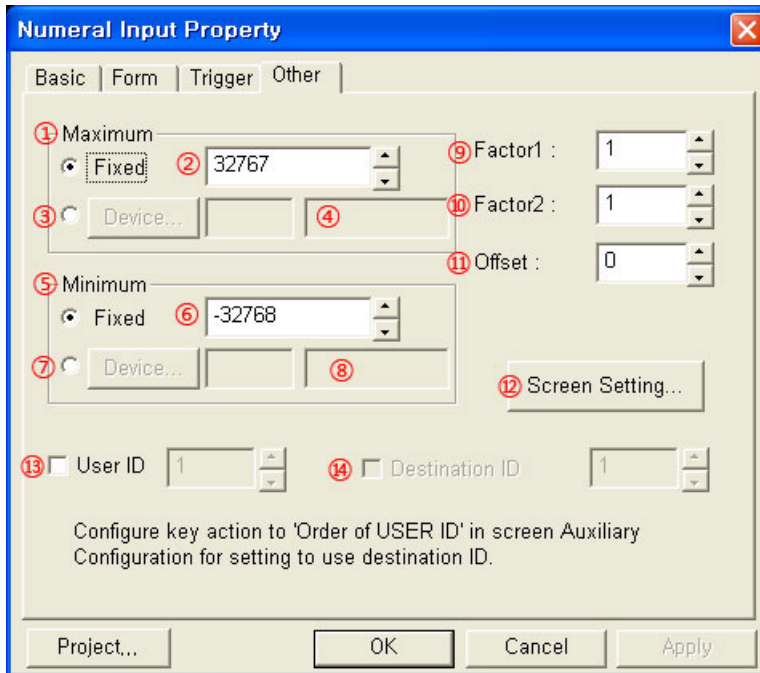 Numeral Input Property
Basic Form Trigger Other
① Maximum
Fixed ② 32767
③ Device... ④
⑤ Minimum
Fixed ⑥ -32768
⑦ Device... ⑧
⑨ Factor1 : 1
⑩ Factor2 : 1
⑪ Offset : 0
⑫ Screen Setting...
⑬ User ID 1 ⑭ Destination ID 1
Configure key action to 'Order of USER ID' in screen Auxiliary
Configuration for setting to use destination ID.
Project... OK Cancel Apply